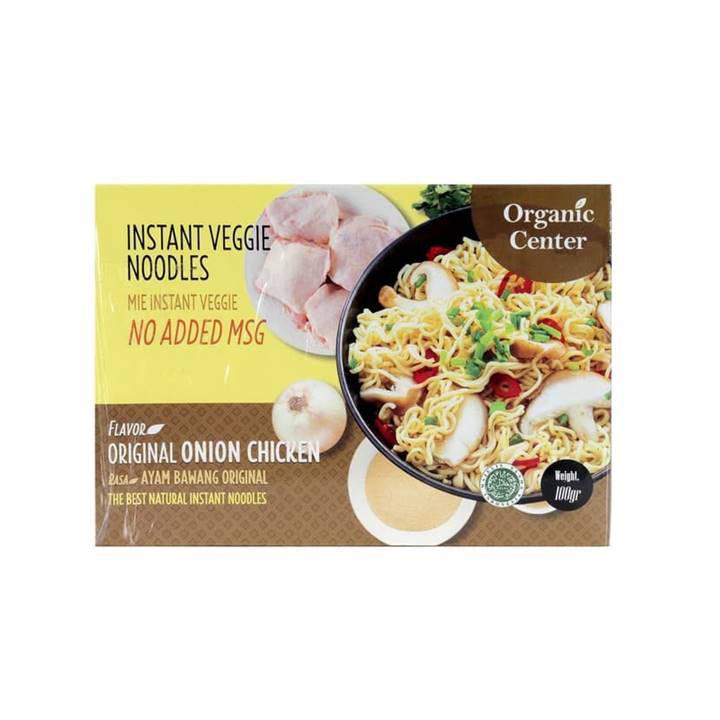 INSTANT VEGGIE
NOODLES
MIE INSTANT VEGGIE
NO ADDED MSG
Organic
Center
FLAVOR
ORIGINAL ONION CHICKEN
RASA AYAM BAWANG ORIGINAL
THE BEST NATURAL INSTANT NOODLES
Weight.
100gr